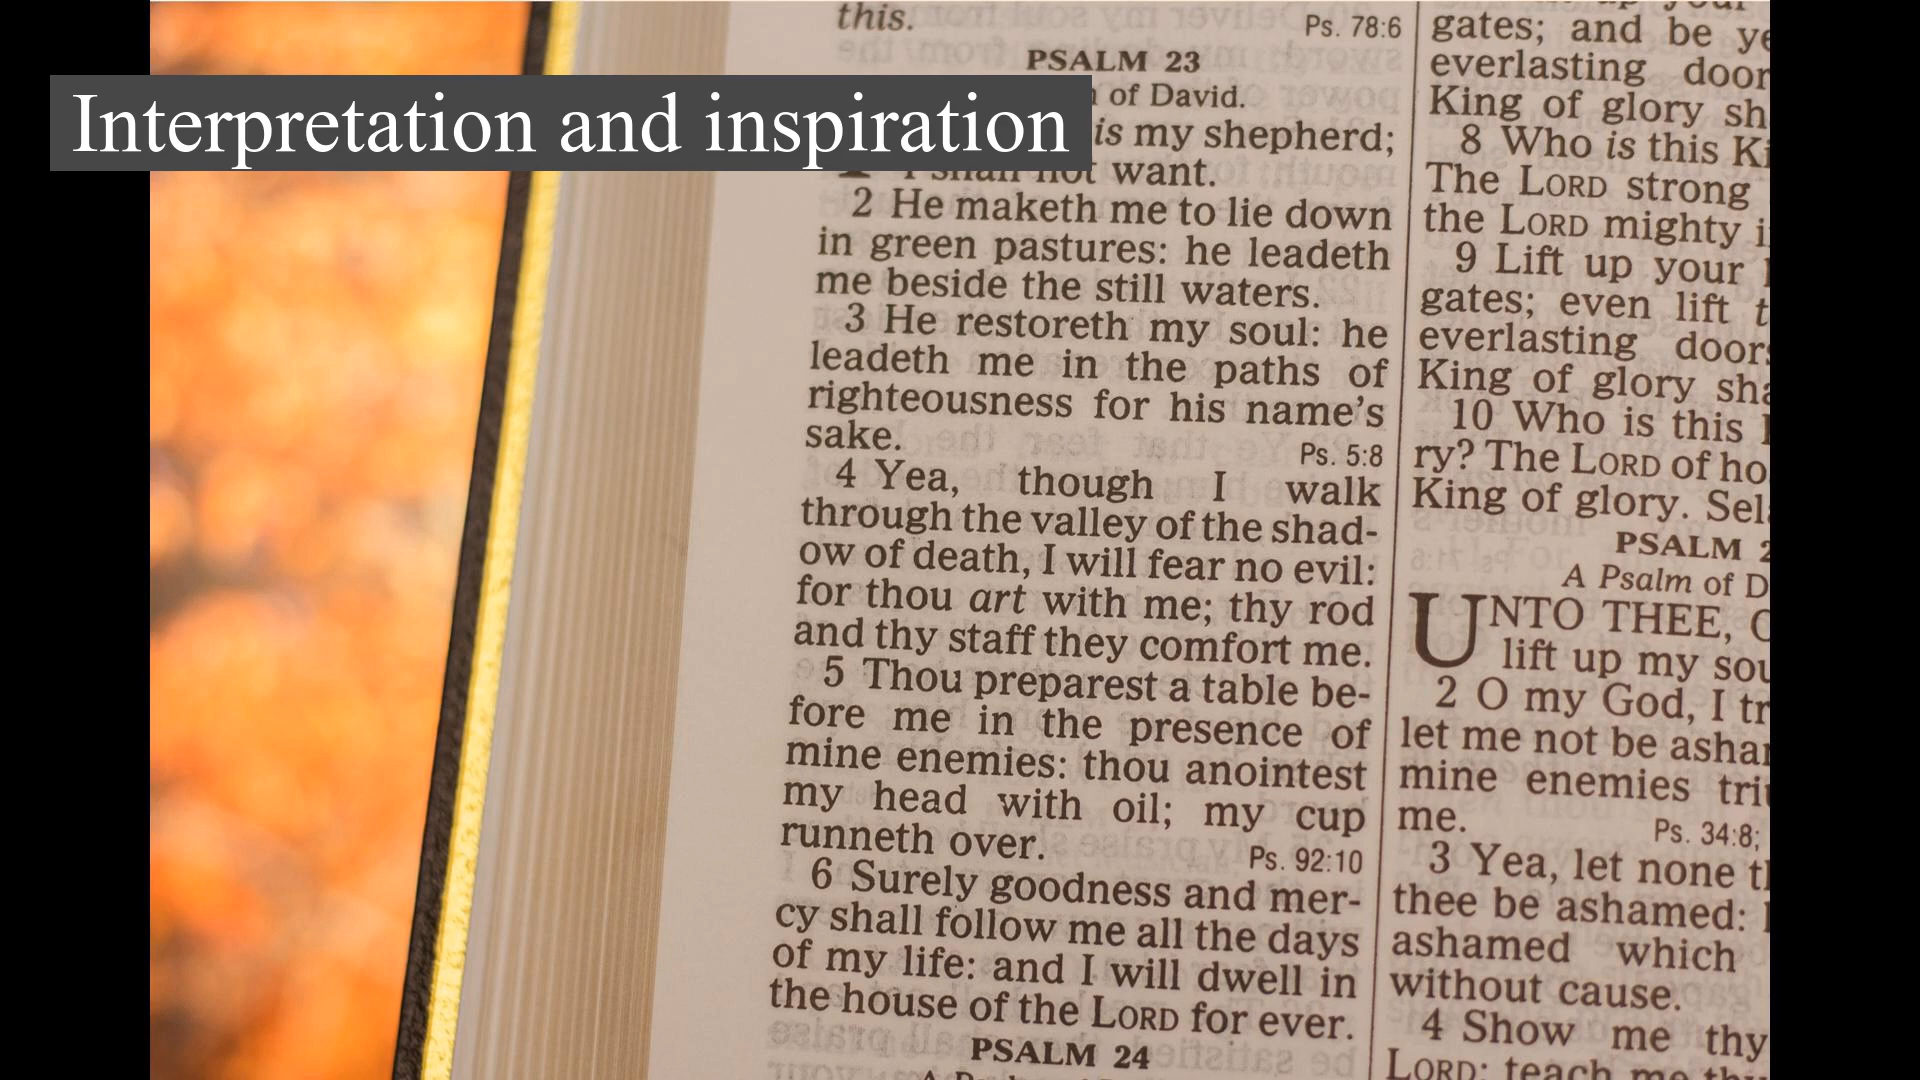 Interpretation and inspiration
this.
Ps. 78:6
PSALM 23
of David.
is my shepherd;
I shall not want.
2 He maketh me to lie down
in green pastures: he leadeth
me beside the still waters.
3 He restoreth my soul: he
leadeth me in the paths of
righteousness for his name's
sake.
Ps. 5:8
4 Yea, though I walk
through the valley of the shad-
ow of death, I will fear no evil:
for thou art with me; thy rod
and thy staff they comfort me.
5 Thou preparest a table be-
fore me in the presence of
mine enemies: thou anointest
my head with oil; my cup
runneth over.
Ps. 92:10
6 Surely goodness and mer-
cy shall follow me all the days
of my life: and I will dwell in
the house of the LORD for ever.
PSALM 24
gates; and be
everlasting
King of glory
8 Who is this
The LORD strong
the LORD mighty
9 Lift up your
gates; even lift
everlasting
King of glory
10 Who is this
ry? The LORD of
King of glory.
PSALM
A Psalm of
UNTO THEE,
lift up my
2 O my God, I
let me not be
mine enemies
me.
Ps. 34:8;
3 Yea, let none
thee be ashamed:
ashamed which
without cause.
4 Show me thy
LORD; teach me